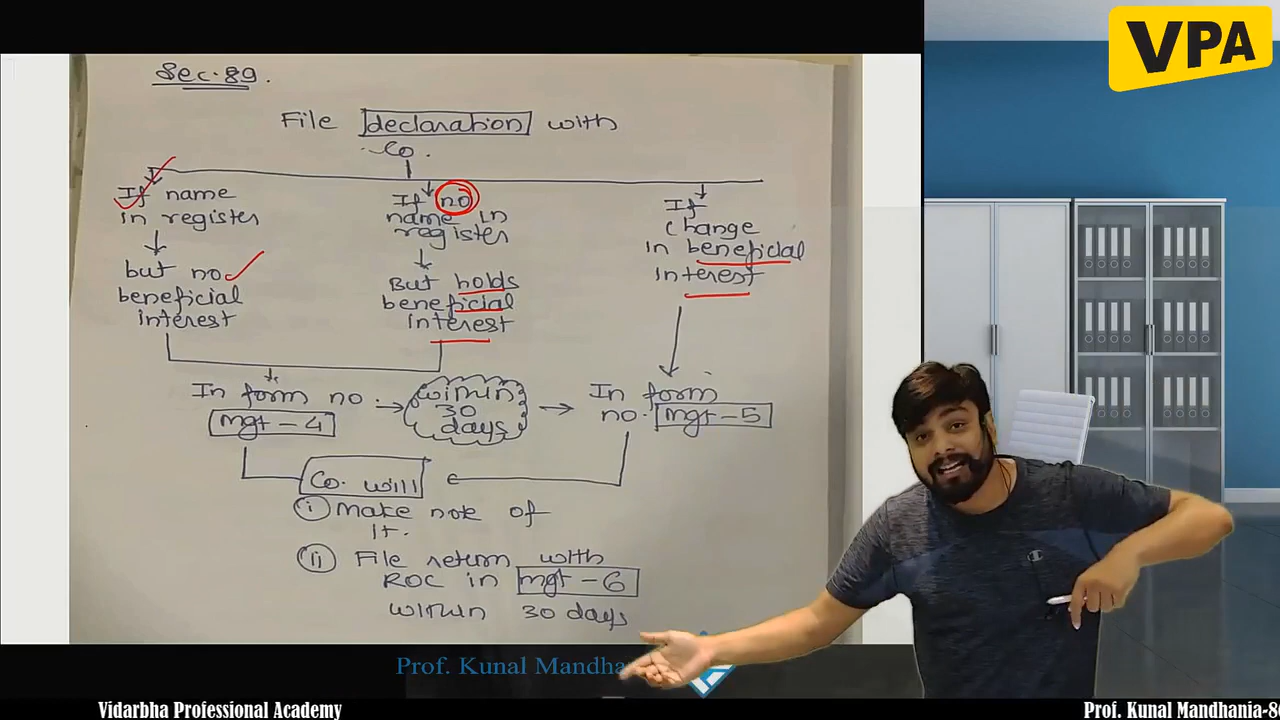 VPA
Sec. 89.
File declaration with
Co.
If name
in register
but no
beneficial
interest
If no
name in
register
But holds
beneficial
interest
If
change
in beneficial
interest
In form no.
mgt - 4
within
30
days
In form
no. mgt - 5
Co. will
(i) Make note of
it.
(ii) File return with
ROC in mgt - 6
within 30 days
Prof. Kunal Mandha
Vidarbha Professional Academy
Prof. Kunal Mandhania-8